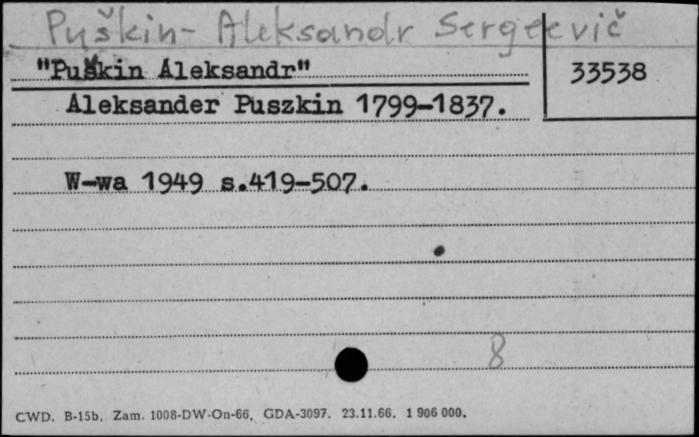 Puškin- Aleksandr Sergeevič
"Puškin Aleksandr"
33538
Aleksander Puszkin 1799-1837.
W-wa 1949 s.419-507.
8
CWD. B-15b. Zam. 1008-DW-On-66. GDA-3097. 23.11.66. 1 906 000.